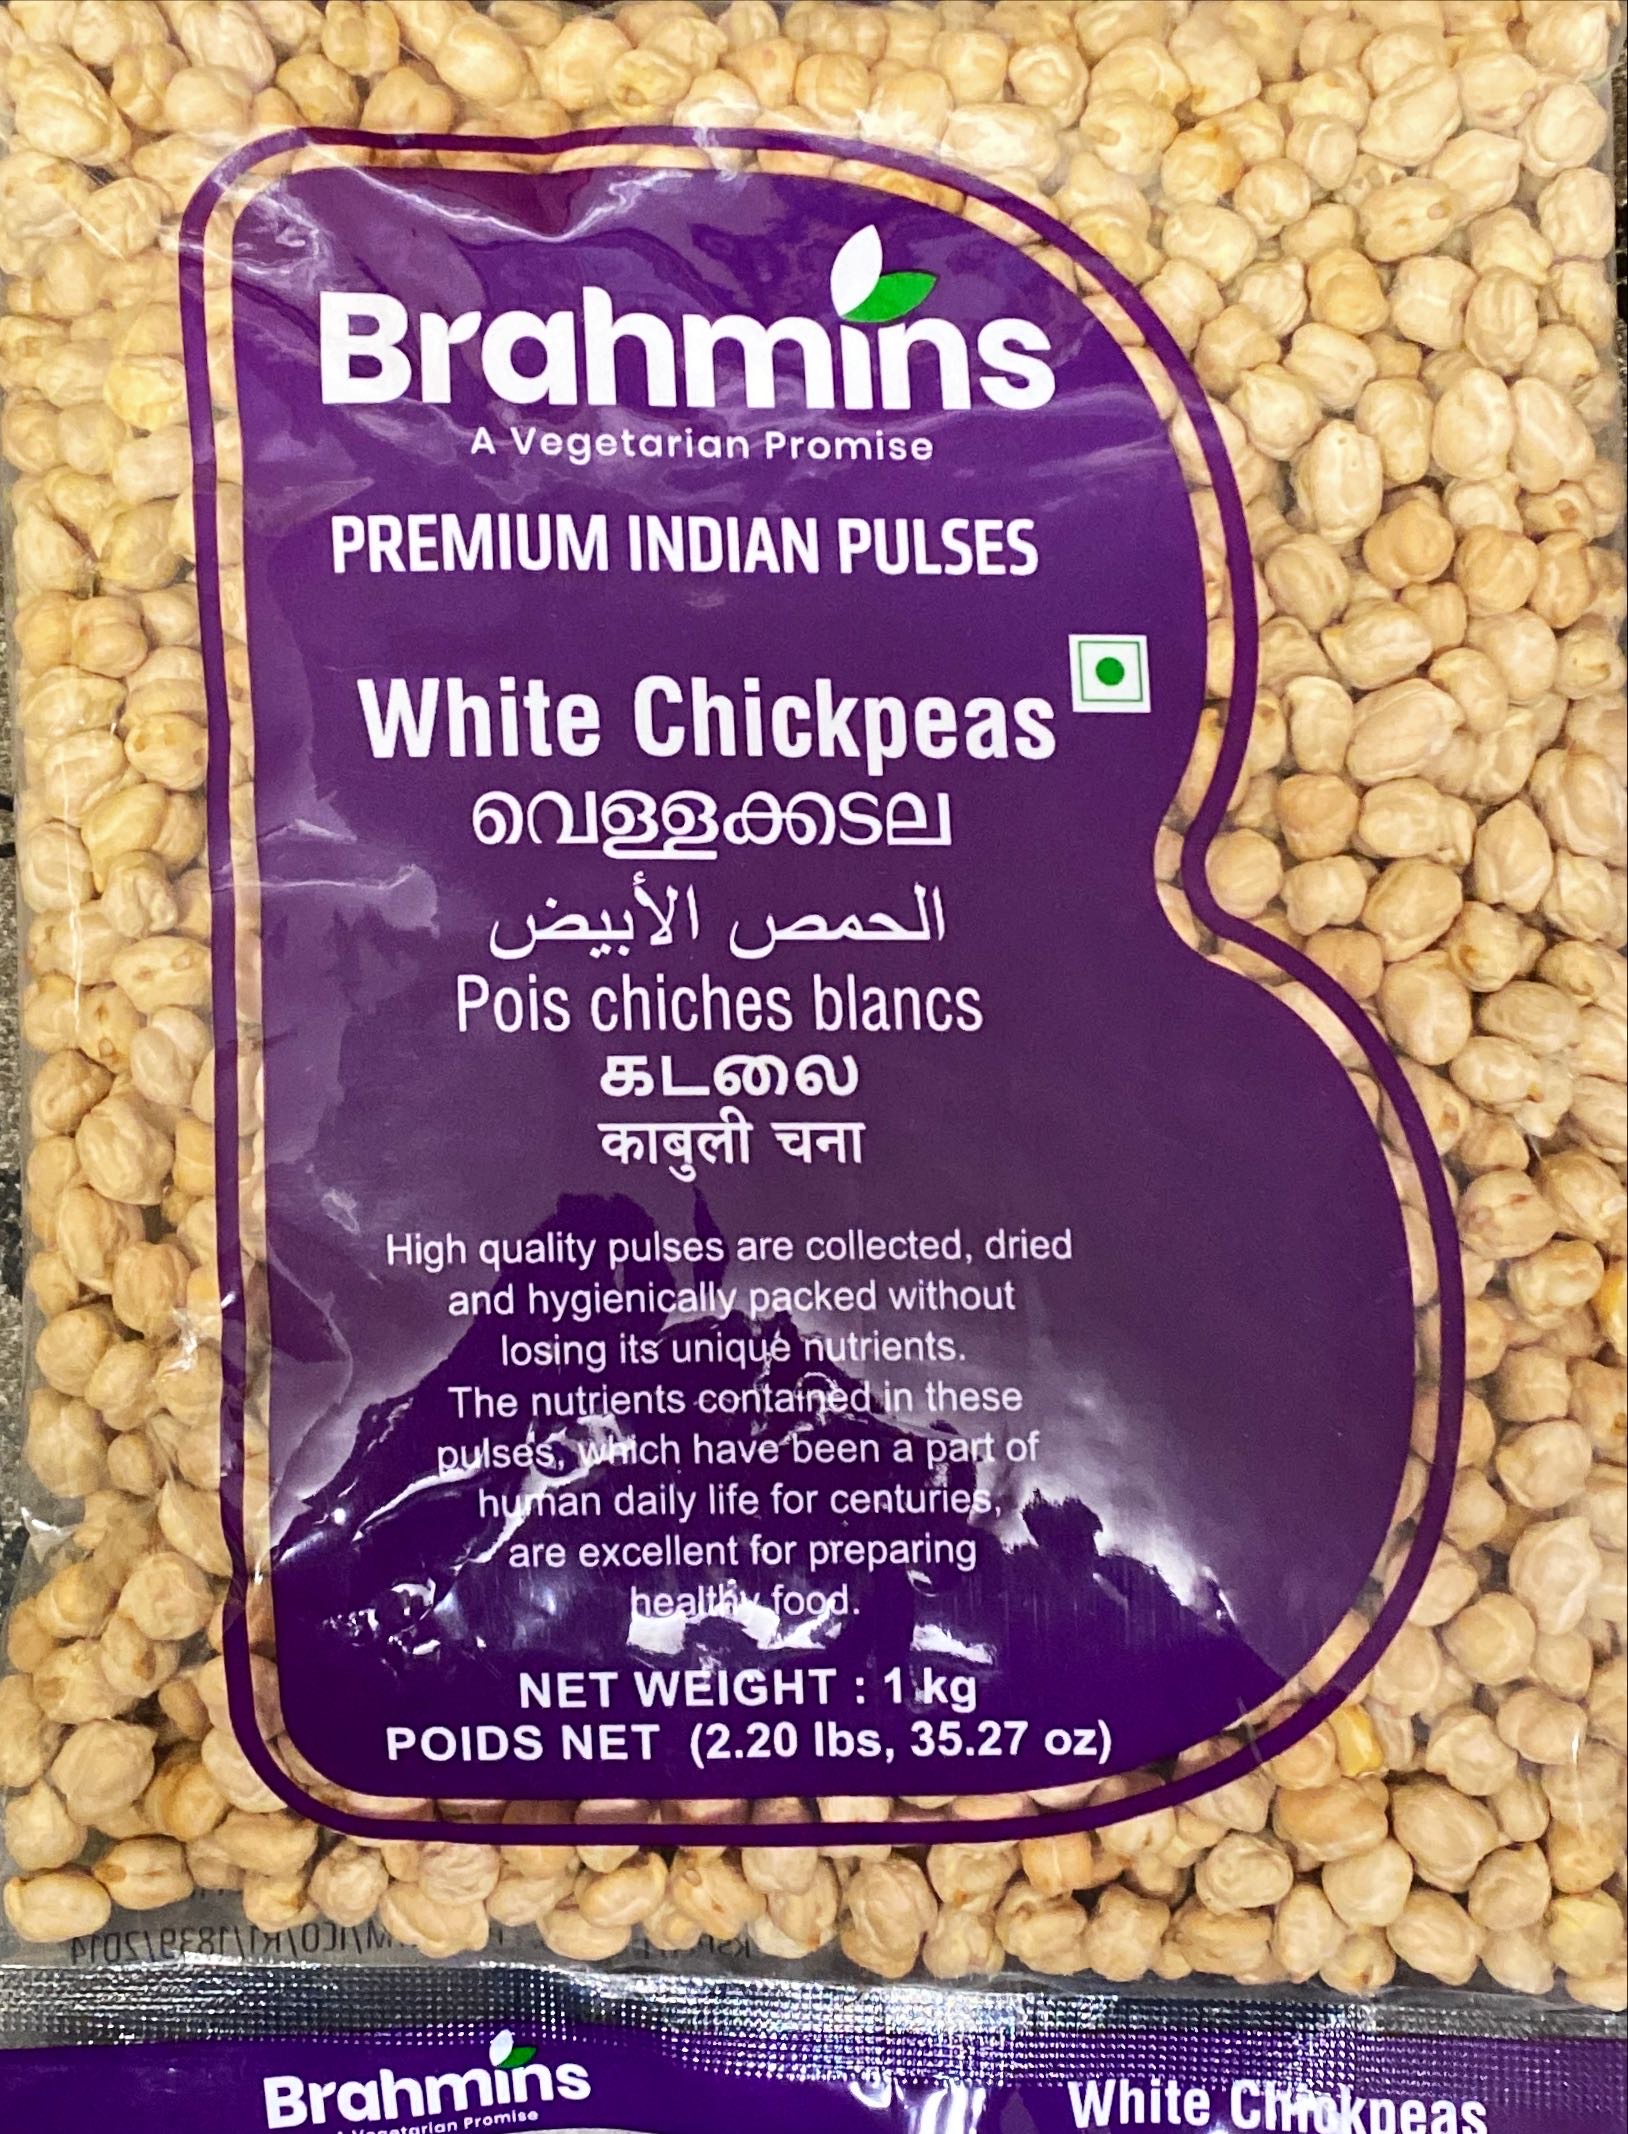 Brahmins
A Vegetarian Promise
PREMIUM INDIAN PULSES
White Chickpeas
വെള്ളക്കടല
الحمص الأبيض
Pois chiches blancs
கடலை
काबुली चना
High quality pulses are collected, dried
and hygienically packed without
losing its unique nutrients.
The nutrients contained in these
pulses, which have been a part of
human daily life for centuries,
are excellent for preparing
healthy food.
NET WEIGHT : 1 kg
POIDS NET (2.20 lbs, 35.27 oz)
Brahmins
Vegetarian Promise
White Chickpeas